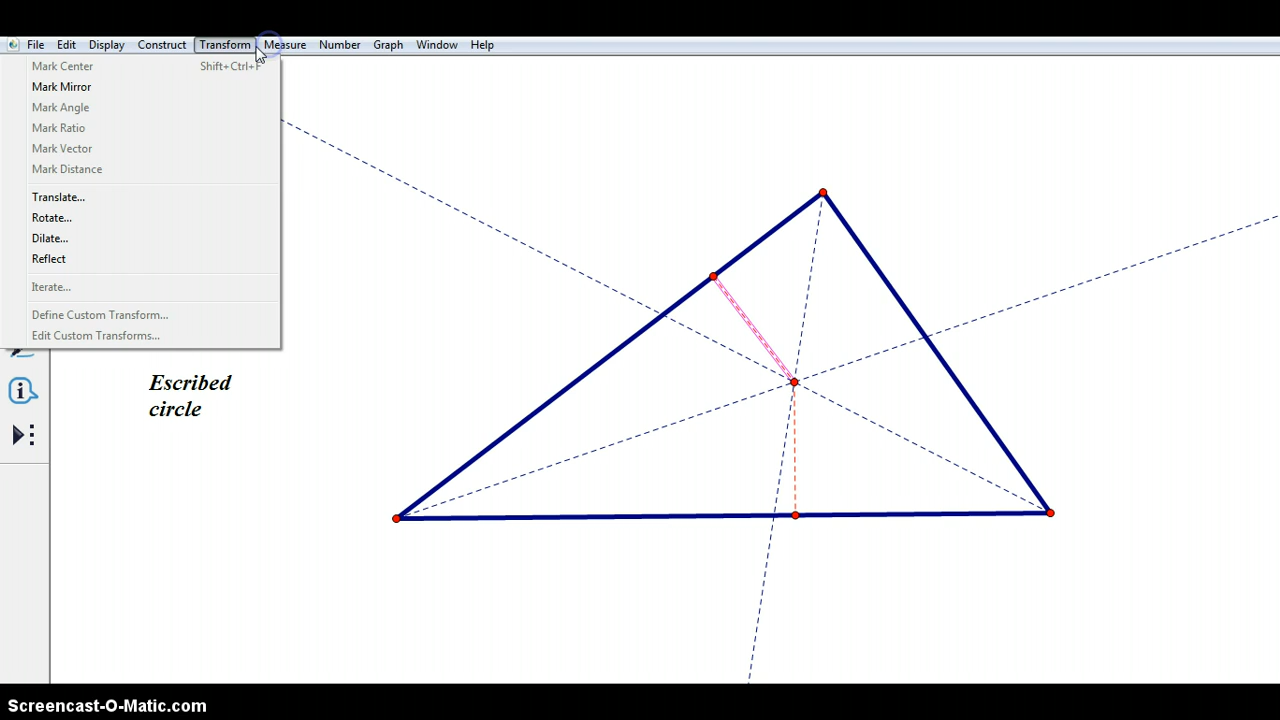 File Edit Display Construct Transform Measure Number Graph Window Help
Mark Center Shift+Ctrl+F
Mark Mirror
Mark Angle
Mark Ratio
Mark Vector
Mark Distance
Translate...
Rotate...
Dilate...
Reflect
Iterate...
Define Custom Transform...
Edit Custom Transforms...
Escribed
circle
Screencast-O-Matic.com